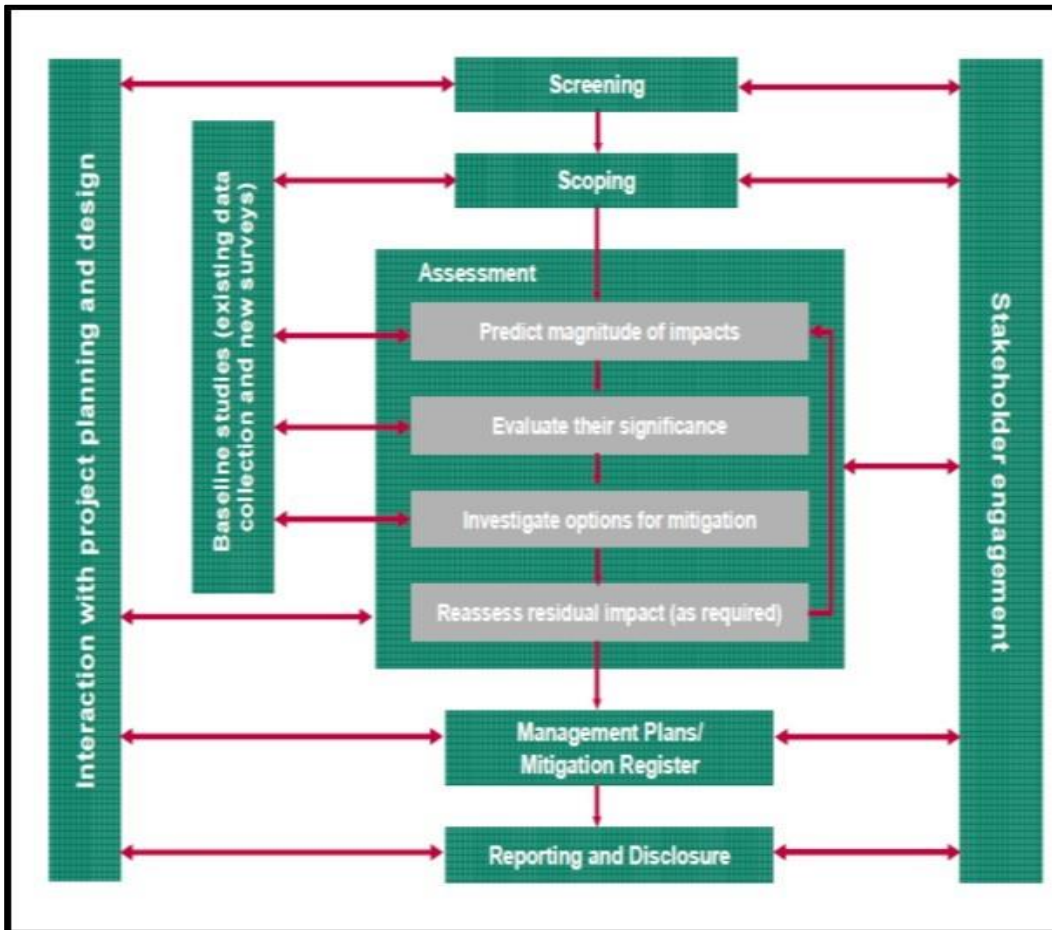 Interaction with project planning and design
Baseline studies (existing data
collection and new surveys)
Screening
Scoping
Assessment
Predict magnitude of impacts
Evaluate their significance
Investigate options for mitigation
Reassess residual impact (as required)
Management Plans/
Mitigation Register
Reporting and Disclosure
Stakeholder engagement